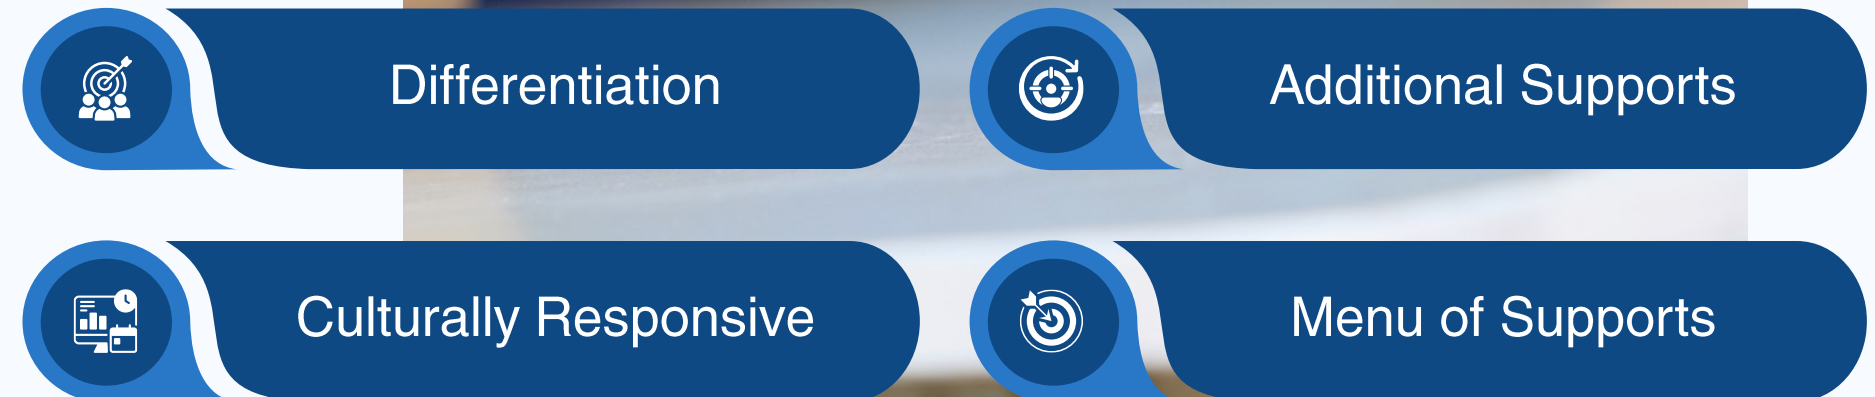 Differentiation
Additional Supports
Culturally Responsive
Menu of Supports